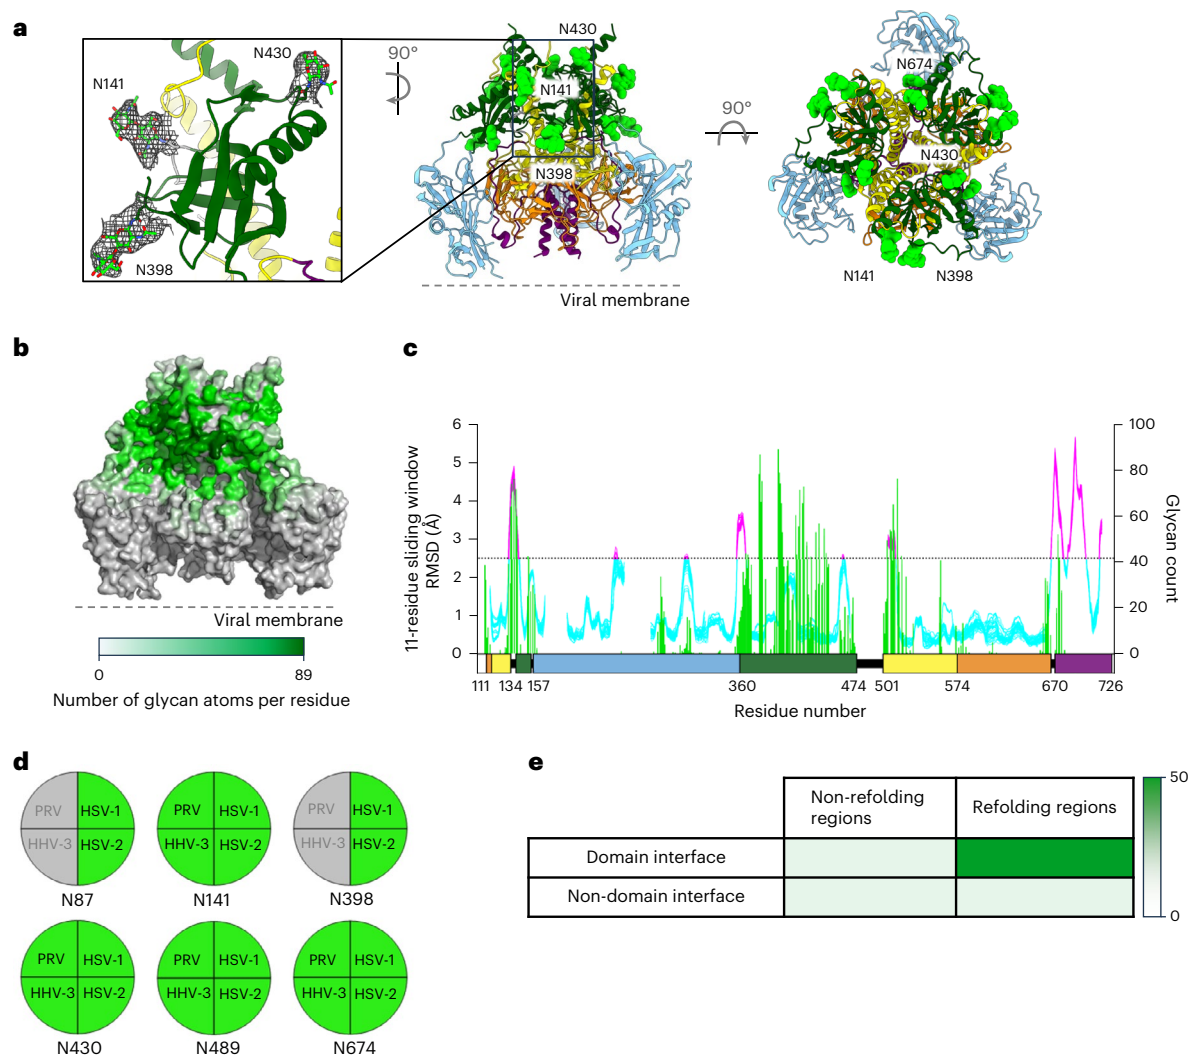 a
N430
N141
N398
90°
N430
N141
N398
Viral membrane
90°
N674
N430
N141
N398
b
Viral membrane
0
89
Number of glycan atoms per residue
c
11-residue sliding window
RMSD (Å)
6
5
4
3
2
1
0
100
80
60
40
20
0
Glycan count
111
134
157
360
474
501
574
670
726
Residue number
d
PRV
HSV-1
HHV-3
HSV-2
N87
PRV
HSV-1
HHV-3
HSV-2
N141
PRV
HSV-1
HHV-3
HSV-2
N398
PRV
HSV-1
HHV-3
HSV-2
N430
PRV
HSV-1
HHV-3
HSV-2
N489
PRV
HSV-1
HHV-3
HSV-2
N674
e
Non-refolding
regions
Refolding regions
Domain interface
Non-domain interface
50
0